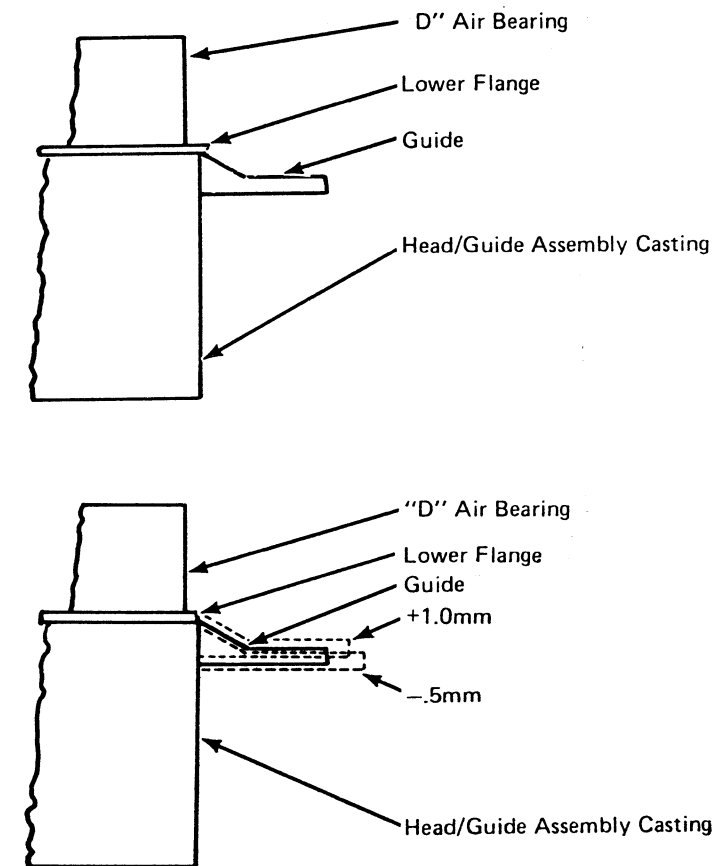 D” Air Bearing
Lower Flange
Guide
Head/Guide Assembly Casting
“D” Air Bearing
Lower Flange
Guide
+1.0mm
–.5mm
Head/Guide Assembly Casting